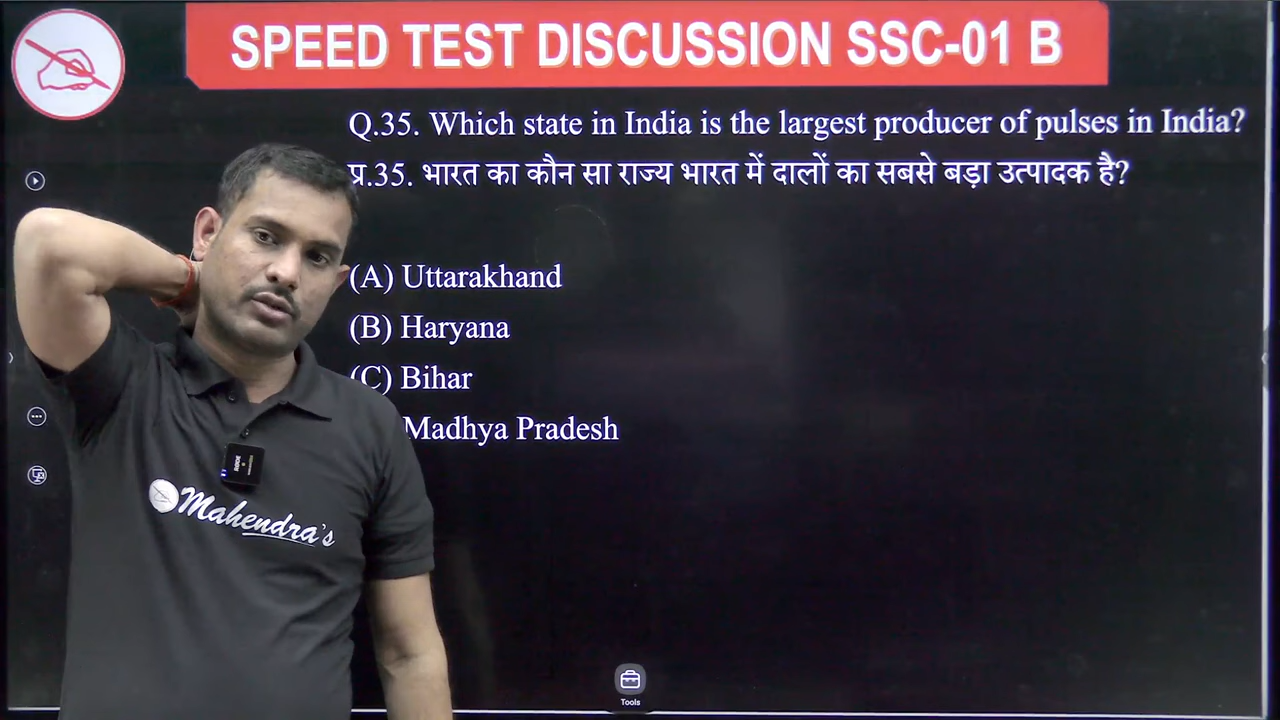 SPEED TEST DISCUSSION SSC-01 B
Q.35. Which state in India is the largest producer of pulses in India?
प्र.35. भारत का कौन सा राज्य भारत में दालों का सबसे बड़ा उत्पादक है?
(A) Uttarakhand
(B) Haryana
(C) Bihar
Madhya Pradesh
Mahendra's
Tools